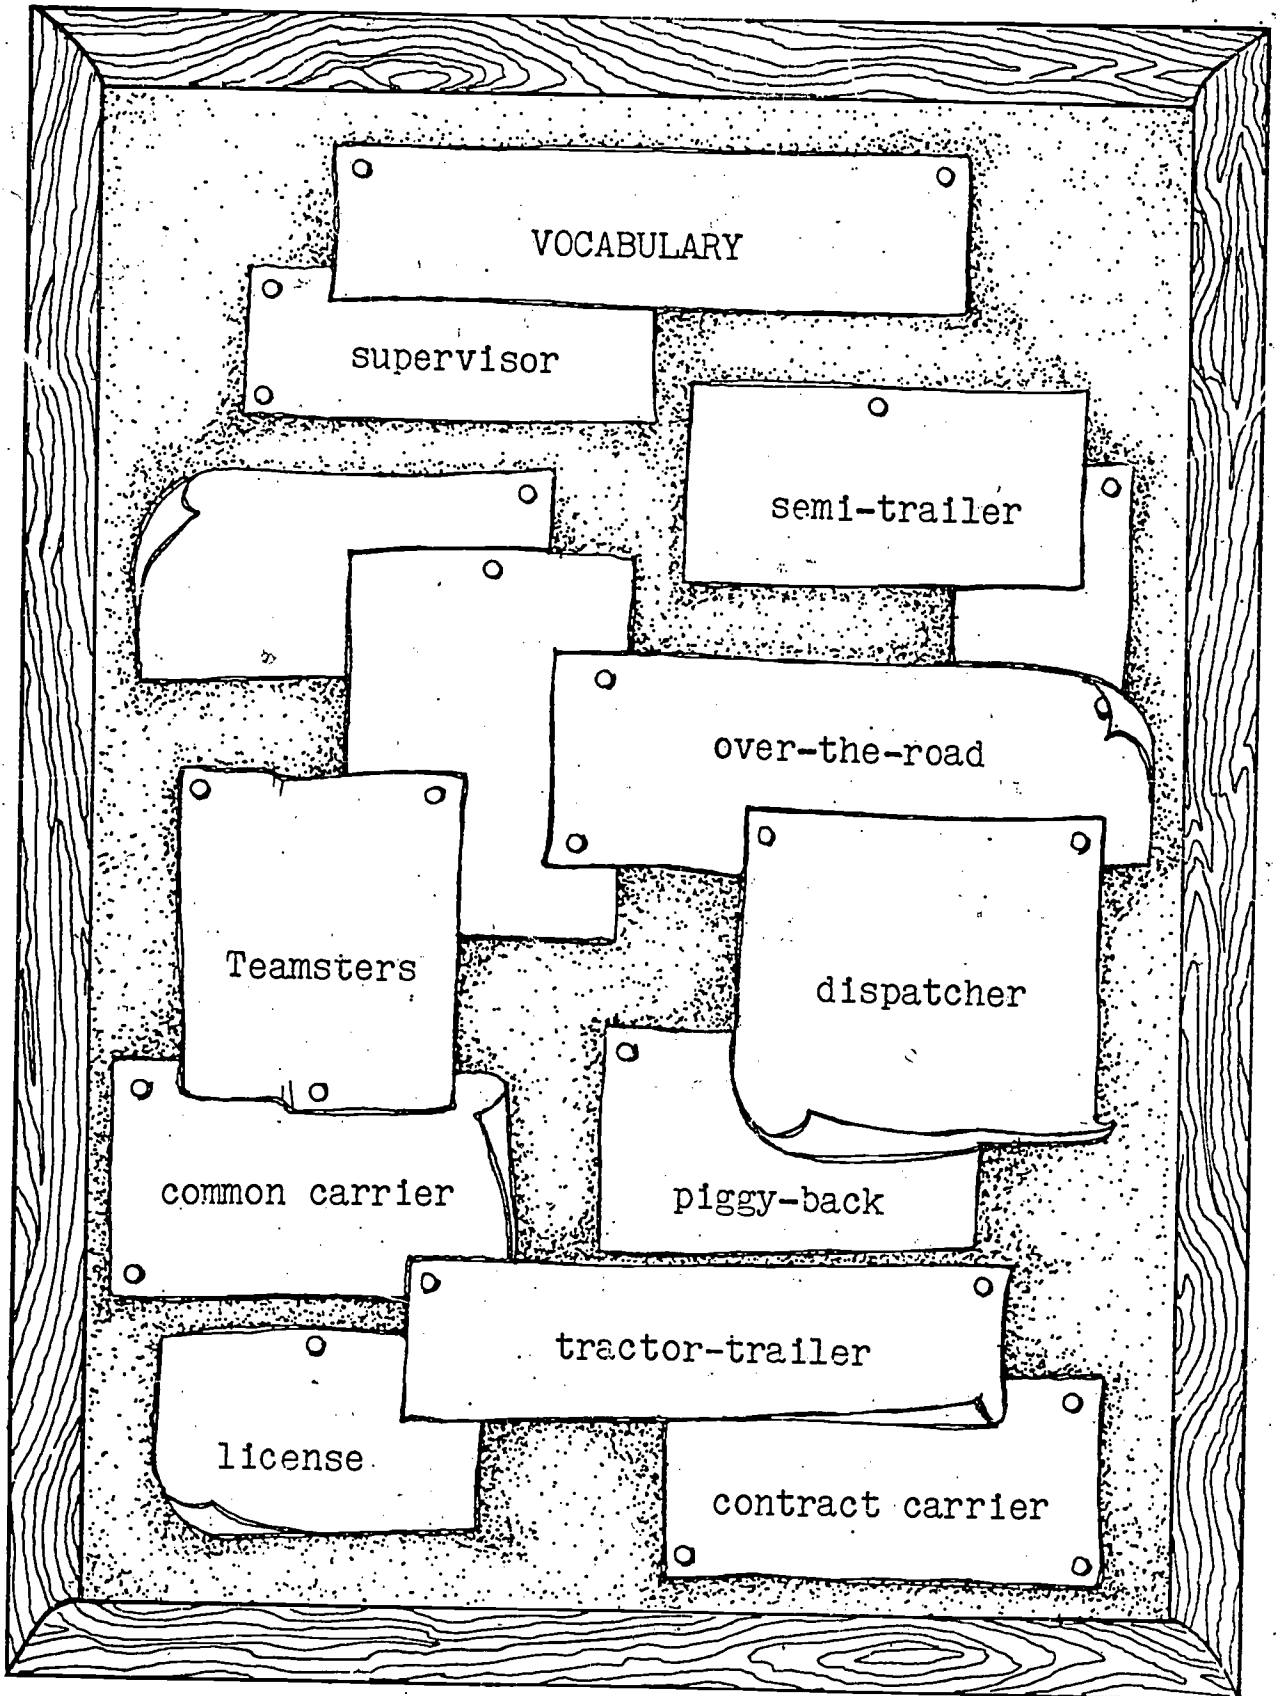 VOCABULARY
supervisor
semi-trailer
over-the-road
Teamsters
dispatcher
common carrier
piggy-back
tractor-trailer
license
contract carrier